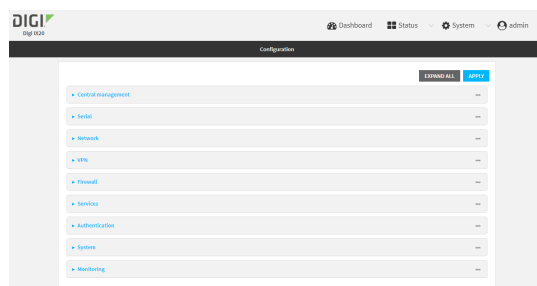 DIGI
Digi IX20
Dashboard
Status
System
admin
Configuration
EXPAND ALL
APPLY
Central management
Serial
Network
VPN
Firewall
Services
Authentication
System
Monitoring